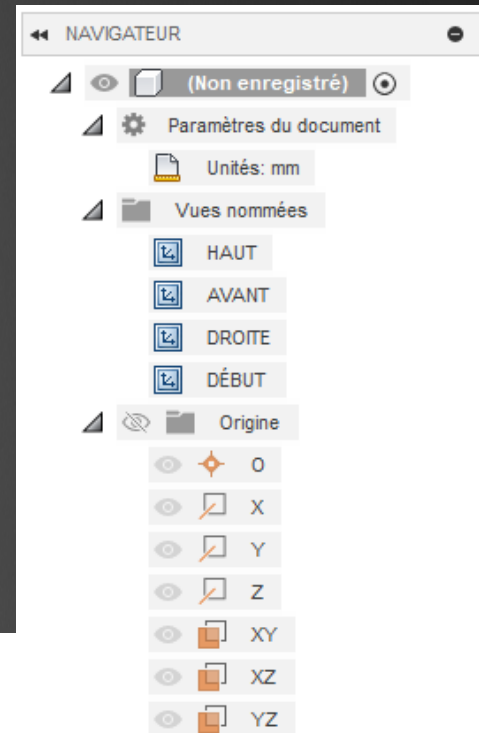 NAVIGATEUR
(Non enregistré)
Paramètres du document
Unités: mm
Vues nommées
HAUT
AVANT
DROITE
DÉBUT
Origine
O
X
Y
Z
XY
XZ
YZ